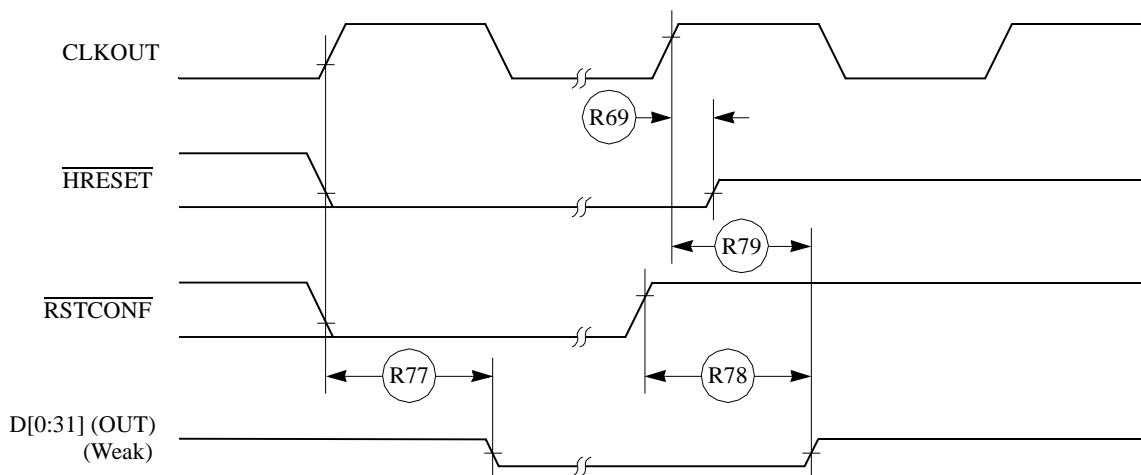 CLKOUT
R69
HRESET
R79
RSTCONF
R77
R78
D[0:31] (OUT)
(Weak)